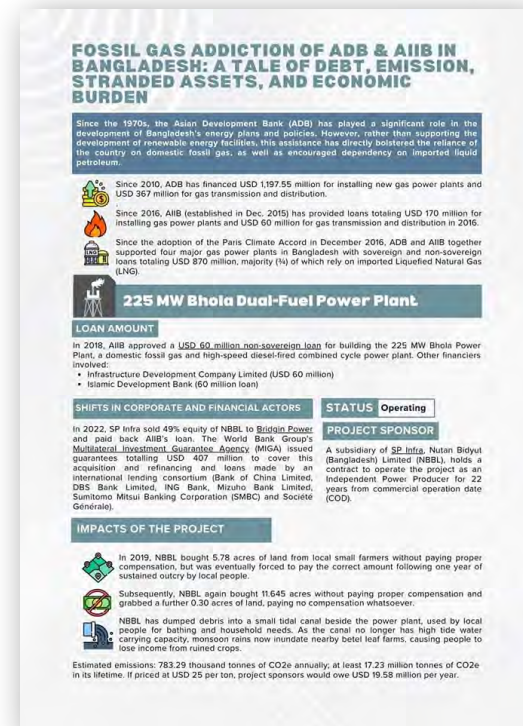 FOSSIL GAS ADDICTION OF ADB & AIIB IN
BANGLADESH: A TALE OF DEBT, EMISSION,
STRANDED ASSETS, AND ECONOMIC
BURDEN
Since the 1970s, the Asian Development Bank (ADB) has played a significant role in the
development of Bangladesh's energy plans and policies. However, rather than supporting the
development of renewable energy facilities, this assistance has directly bolstered the reliance of
the country on domestic fossil gas, as well as encouraged dependency on imported liquid
petroleum.
Since 2010, ADB has financed USD 1,197.55 million for installing new gas power plants and
USD 367 million for gas transmission and distribution.
Since 2016, AIIB (established in Dec. 2015) has provided loans totaling USD 170 million for
installing gas power plants and USD 60 million for gas transmission and distribution in 2016.
Since the adoption of the Paris Climate Accord in December 2016, ADB and AIIB together
supported four major gas power plants in Bangladesh with sovereign and non-sovereign
loans totaling USD 870 million, majority (¾) of which rely on imported Liquefied Natural Gas
(LNG).
LNG
225 MW Bhola Dual-Fuel Power Plant
LOAN AMOUNT
In 2018, AIIB approved a USD 60 million non-sovereign loan for building the 225 MW Bhola Power
Plant, a domestic fossil gas and high-speed diesel-fired combined cycle power plant. Other financiers
involved:
• Infrastructure Development Company Limited (USD 60 million)
• Islamic Development Bank (60 million loan)
SHIFTS IN CORPORATE AND FINANCIAL ACTORS
In 2022, SP Infra sold 49% equity of NBBL to Bridgin Power
and paid back AIIB's loan. The World Bank Group's
Multilateral Investment Guarantee Agency (MIGA) issued
guarantees totalling USD 407 million to cover this
acquisition and refinancing and loans made by an
international lending consortium (Bank of China Limited,
DBS Bank Limited, ING Bank, Mizuho Bank Limited,
Sumitomo Mitsui Banking Corporation (SMBC) and Société
Générale).
STATUS Operating
PROJECT SPONSOR
A subsidiary of SP Infra, Nutan Bidyut
(Bangladesh) Limited (NBBL), holds a
contract to operate the project as an
Independent Power Producer for 22
years from commercial operation date
(COD).
IMPACTS OF THE PROJECT
In 2019, NBBL bought 5.78 acres of land from local small farmers without paying proper
compensation, but was eventually forced to pay the correct amount following one year of
sustained outcry by local people.
Subsequently, NBBL again bought 11.645 acres without paying proper compensation and
grabbed a further 0.30 acres of land, paying no compensation whatsoever.
NBBL has dumped debris into a small tidal canal beside the power plant, used by local
people for bathing and household needs. As the canal no longer has high tide water
carrying capacity, monsoon rains now inundate nearby betel leaf farms, causing people to
lose income from ruined crops.
Estimated emissions: 783.29 thousand tonnes of CO2e annually; at least 17.23 million tonnes of CO2e
in its lifetime. If priced at USD 25 per ton, project sponsors would owe USD 19.58 million per year.